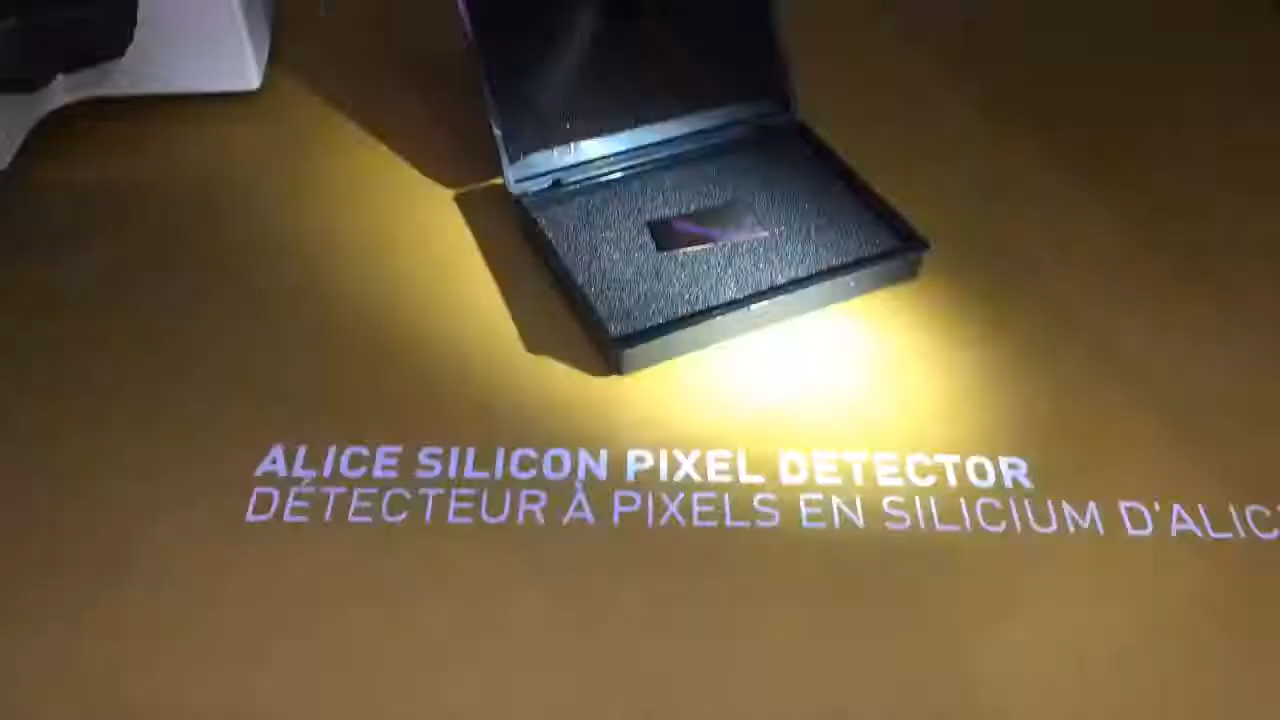 ALICE SILICON PIXEL DETECTOR
DÉTECTEUR À PIXELS EN SILICIUM D'ALIC